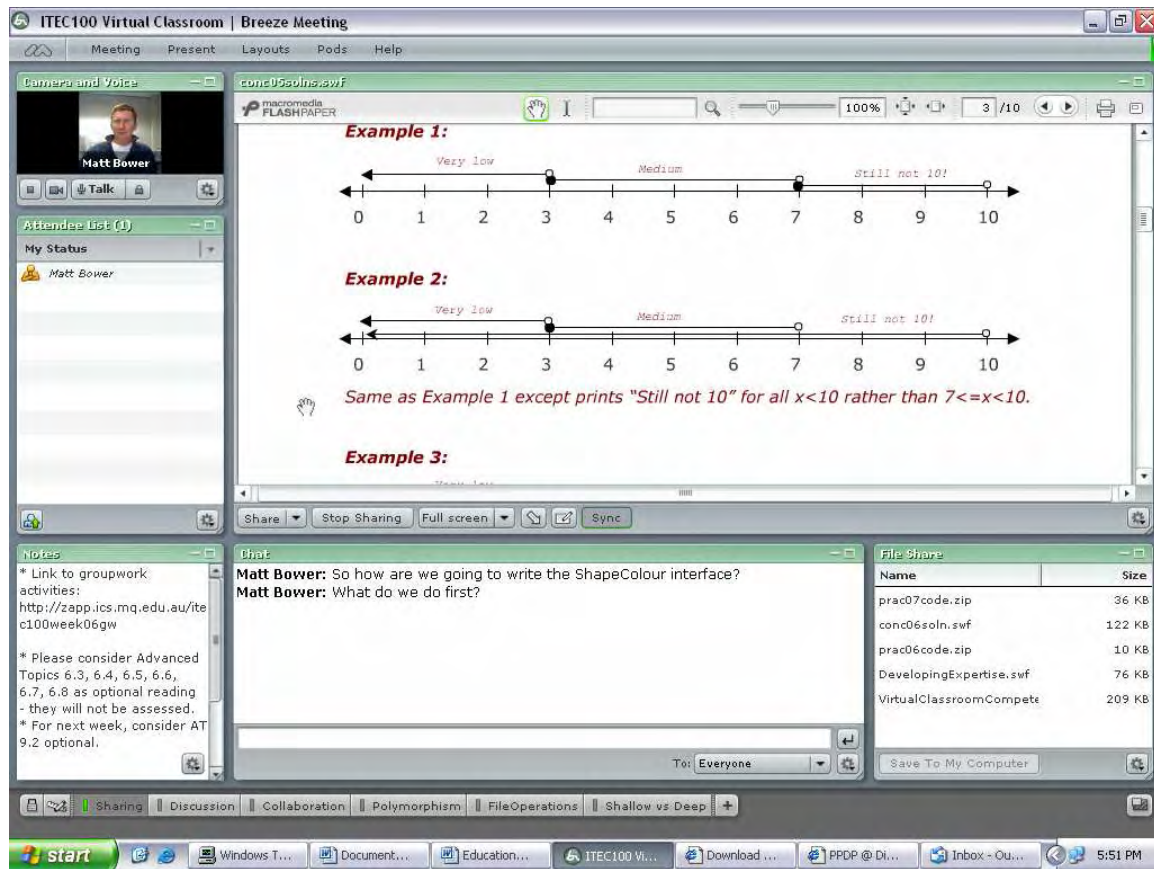 ITEC100 Virtual Classroom | Breeze Meeting
Meeting Present Layouts Pods Help
Camera and Voice
Matt Bower
Talk
Attendee List (1)
My Status
Matt Bower
conc05solns.swf
macromedia
FLASHPAPER
100%
3 /10
Example 1:
Very low Medium Still not 10!
0 1 2 3 4 5 6 7 8 9 10
Example 2:
Very low Medium Still not 10!
0 1 2 3 4 5 6 7 8 9 10
Same as Example 1 except prints “Still not 10” for all x<10 rather than 7<=x<10.
Example 3:
Very low
Share Stop Sharing Full screen Sync
Notes
* Link to groupwork
activities:
http://zapp.ics.mq.edu.au/ite
c100week06gw
* Please consider Advanced
Topics 6.3, 6.4, 6.5, 6.6,
6.7, 6.8 as optional reading
- they will not be assessed.
* For next week, consider AT
9.2 optional.
Chat
Matt Bower: So how are we going to write the ShapeColour interface?
Matt Bower: What do we do first?
To: Everyone
File Share
Name Size
prac07code.zip 36 KB
conc06soln.swf 122 KB
prac06code.zip 10 KB
DevelopingExpertise.swf 76 KB
VirtualClassroomCompete 209 KB
Save To My Computer
Sharing Discussion Collaboration Polymorphism FileOperations Shallow vs Deep +
start Windows T... Document... Education... ITEC100 Vi... Download ... PPDP @ Di... Inbox - Ou... 5:51 PM